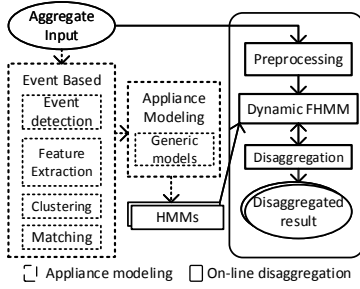 Aggregate
Input
Event Based
Event
detection
Feature
Extraction
Clustering
Matching
Appliance
Modeling
Generic
models
HMMs
Preprocessing
Dynamic FHMM
Disaggregation
Disaggregated
result
Appliance modeling
On-line disaggregation